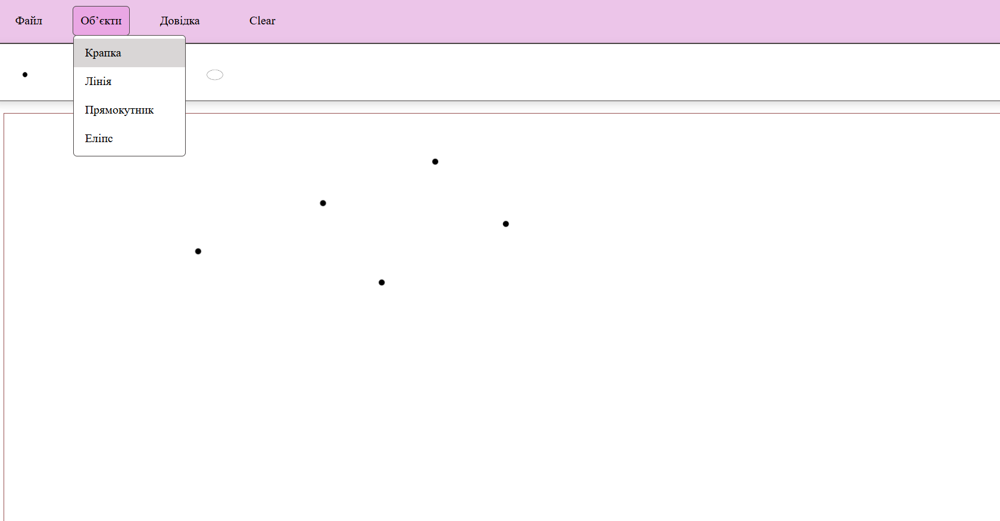 Файл Об’єкти Довідка Clear
Крапка
Лінія
Прямокутник
Еліпс